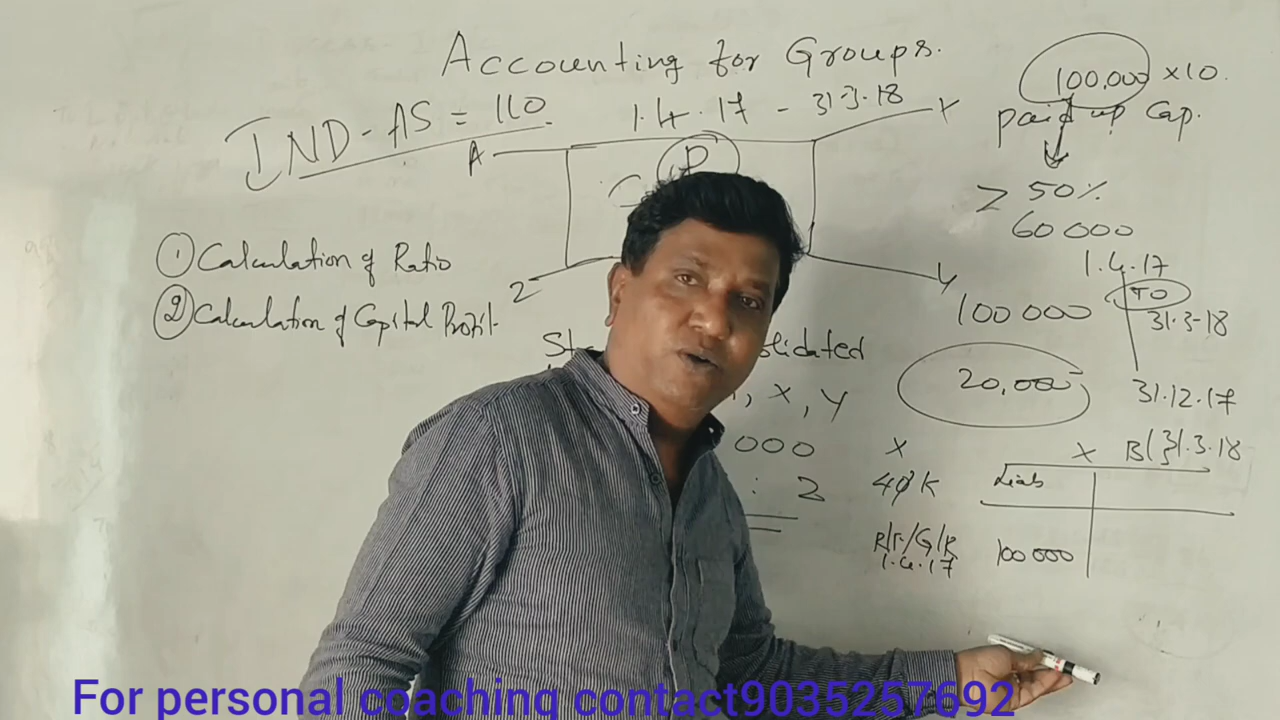 Accounting for Groups.
IND-AS = 110
1.4.17 - 31.3.18
A
P
X
Z
Y
100,000 x10.
paid up Cap.
> 50%
60 000
1.4.17
TO
31-3-18
100 000
① Calculation of Ratio
② Calculation of Capital Profit
20,000
31.12.17
, X, Y
000
: 2
X
40K
1.4.17
X B(31.3.18
Liab
100 000
For personal coaching contact9035257692